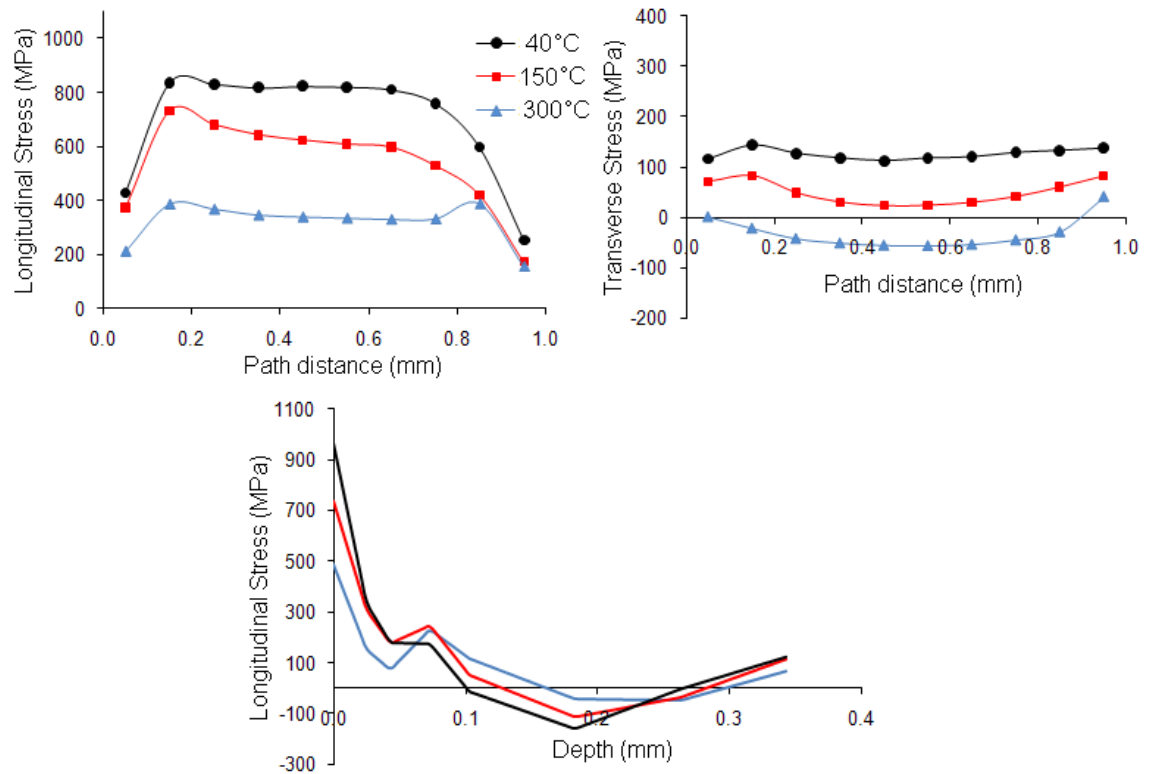 Longitudinal Stress (MPa)
1000
800
600
400
200
0
0.0 0.2 0.4 0.6 0.8 1.0
Path distance (mm)
40°C
150°C
300°C
Transverse Stress (MPa)
400
300
200
100
0
-100
-200
0.0 0.2 0.4 0.6 0.8 1.0
Path distance (mm)
Longitudinal Stress (MPa)
1100
900
700
500
300
100
-100
-300
0.0 0.1 0.2 0.3 0.4
Depth (mm)